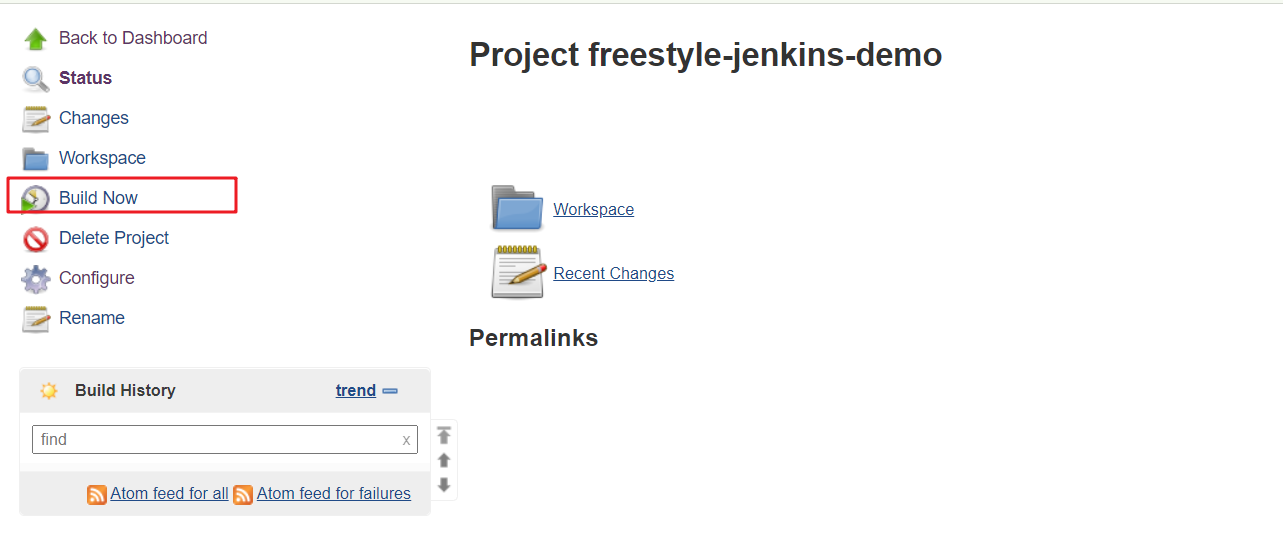 Back to Dashboard
Status
Changes
Workspace
Build Now
Delete Project
Configure
Rename
Build History trend
find x
Atom feed for all Atom feed for failures
Project freestyle-jenkins-demo
Workspace
Recent Changes
Permalinks